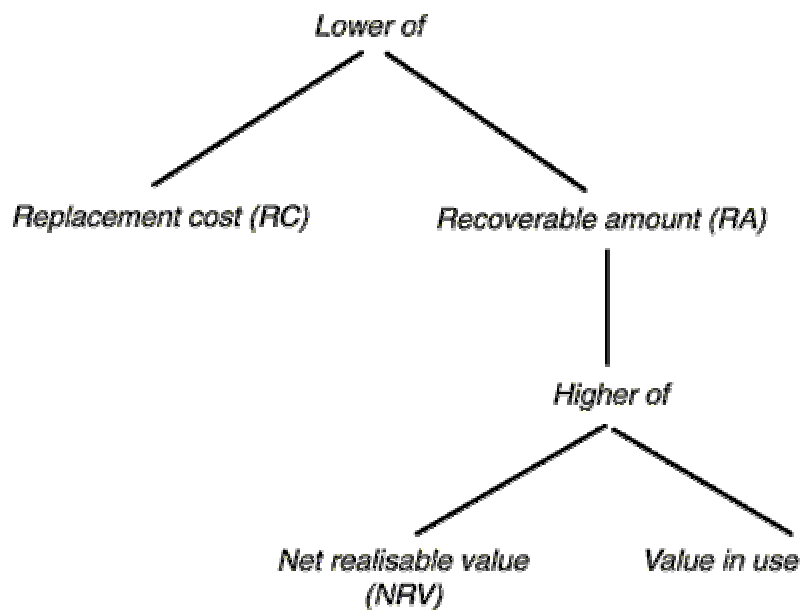 Lower of
Replacement cost (RC)
Recoverable amount (RA)
Higher of
Net realisable value
(NRV)
Value in use